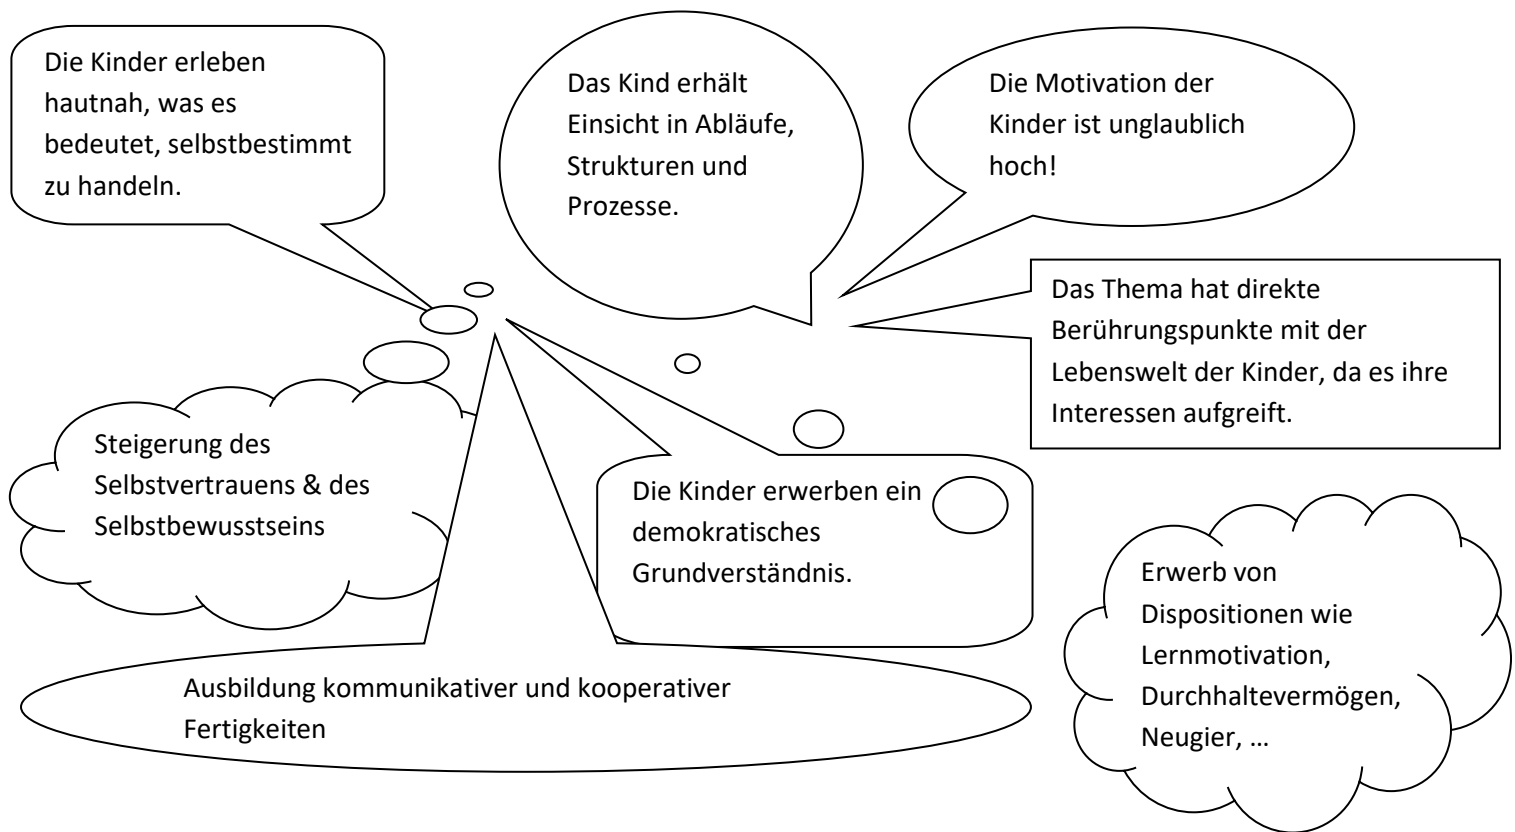 Die Kinder erleben
hautnah, was es
bedeutet, selbstbestimmt
zu handeln.
Das Kind erhält
Einsicht in Abläufe,
Strukturen und
Prozesse.
Die Motivation der
Kinder ist unglaublich
hoch!
Das Thema hat direkte
Berührungspunkte mit der
Lebenswelt der Kinder, da es ihre
Interessen aufgreift.
Steigerung des
Selbstvertrauens & des
Selbstbewusstseins
Die Kinder erwerben ein
demokratisches
Grundverständnis.
Erwerb von
Dispositionen wie
Lernmotivation,
Durchhaltevermögen,
Neugier, …
Ausbildung kommunikativer und kooperativer
Fertigkeiten